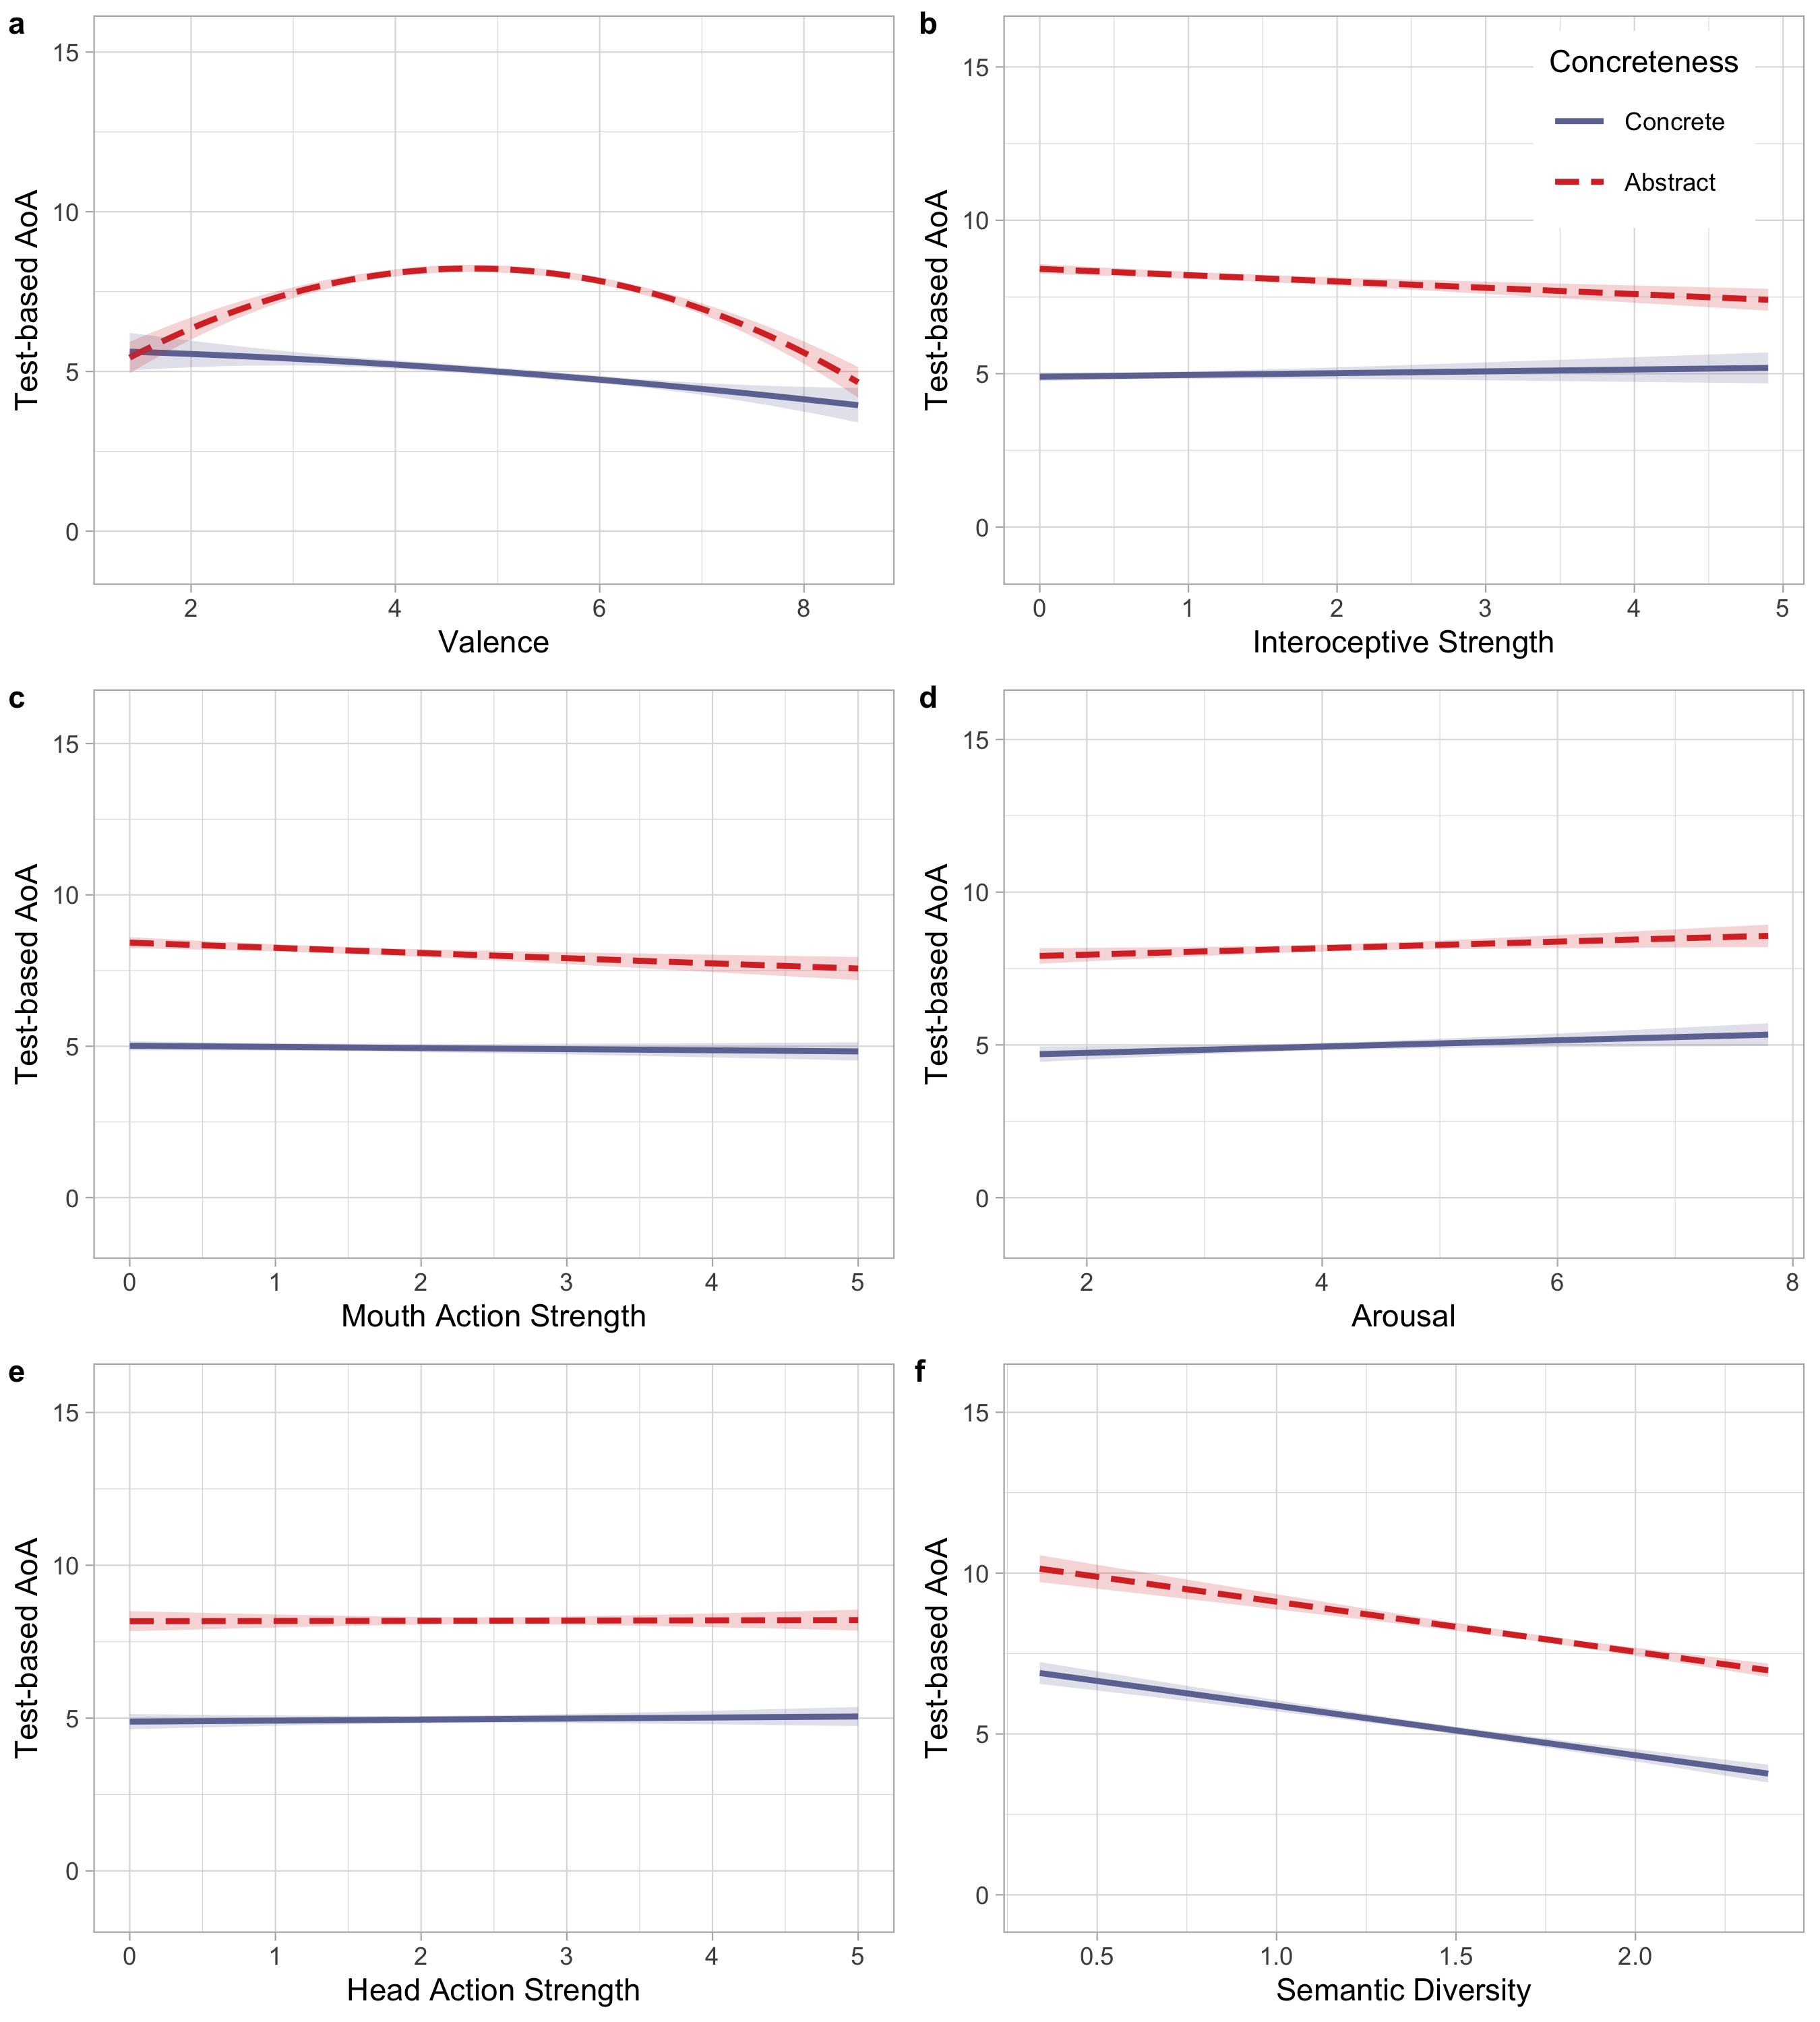 a
15
10
5
0
Test-based AoA
2 4 6 8
Valence
b
15
10
5
0
Test-based AoA
Concreteness
Concrete
Abstract
0 1 2 3 4 5
Interoceptive Strength
c
15
10
5
0
Test-based AoA
0 1 2 3 4 5
Mouth Action Strength
d
15
10
5
0
Test-based AoA
2 4 6 8
Arousal
e
15
10
5
0
Test-based AoA
0 1 2 3 4 5
Head Action Strength
f
15
10
5
0
Test-based AoA
0.5 1.0 1.5 2.0
Semantic Diversity